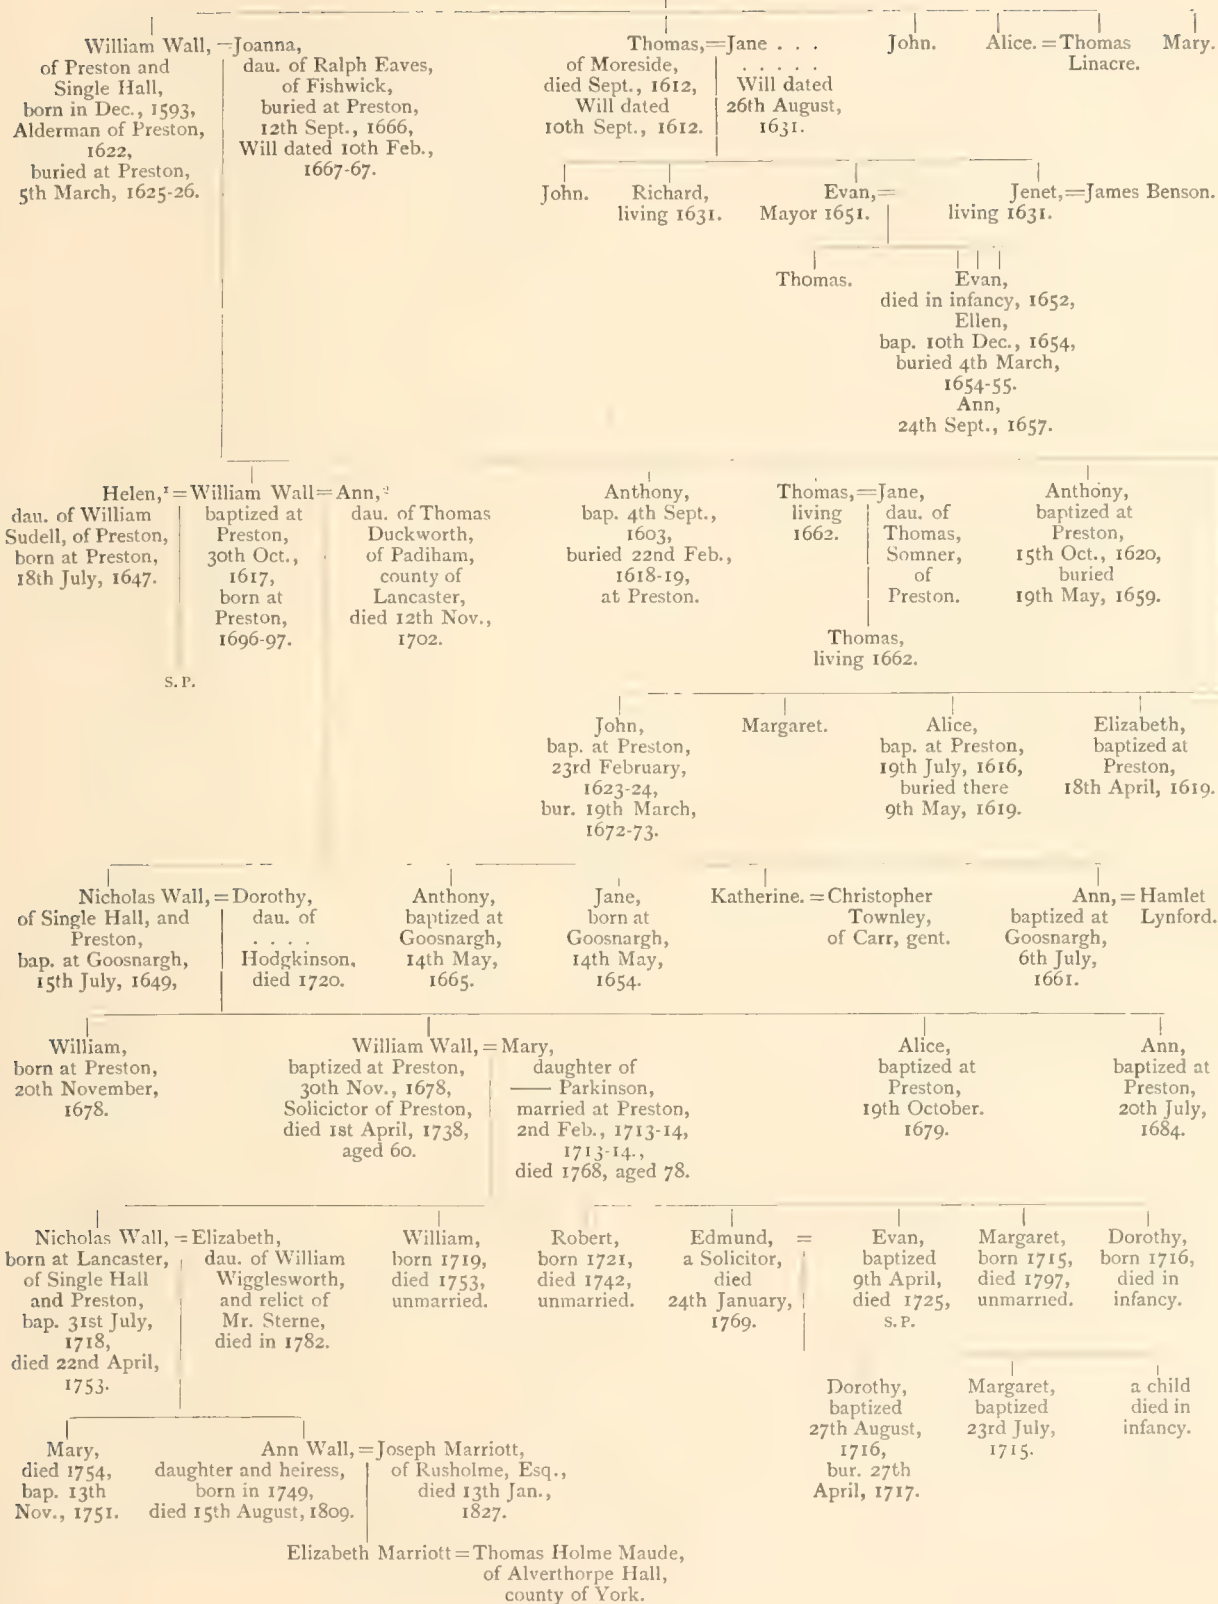 William Wall, =Joanna,
of Preston and
Single Hall,
born in Dec., 1593,
Alderman of Preston,
1622,
buried at Preston,
5th March, 1625-26.
dau. of Ralph Eaves,
of Fishwick,
buried at Preston,
12th Sept., 1666,
Will dated 10th Feb.,
1667-67.
Thomas,=Jane . . .
of Moreside,
died Sept., 1612,
Will dated
10th Sept., 1612.
. . . . .
Will dated
26th August,
1631.
John.
Alice. = Thomas
Linacre.
Mary.
John.
Richard,
living 1631.
Evan,=
Mayor 1651.
Jenet,=James Benson.
living 1631.
Thomas.
Evan,
died in infancy, 1652,
Ellen,
bap. 10th Dec., 1654,
buried 4th March,
1654-55.
Ann,
24th Sept., 1657.
Helen,¹ = William Wall = Ann,²
dau. of William
Sudell, of Preston,
born at Preston,
18th July, 1647.
baptized at
Preston,
30th Oct.,
1617,
born at
Preston,
1696-97.
dau. of Thomas
Duckworth,
of Padiham,
county of
Lancaster,
died 12th Nov.,
1702.
S.P.
Anthony,
bap. 4th Sept.,
1603,
buried 22nd Feb.,
1618-19,
at Preston.
Thomas,=Jane,
living
1662.
dau. of
Thomas,
Somner,
of
Preston.
Thomas,
living 1662.
Anthony,
baptized at
Preston,
15th Oct., 1620,
buried
19th May, 1659.
John,
bap. at Preston,
23rd February,
1623-24,
bur. 19th March,
1672-73.
Margaret.
Alice,
bap. at Preston,
19th July, 1616,
buried there
9th May, 1619.
Elizabeth,
baptized at
Preston,
18th April, 1619.
Nicholas Wall, = Dorothy,
of Single Hall, and
Preston,
bap. at Goosnargh,
15th July, 1649,
dau. of
. . . .
Hodgkinson,
died 1720.
Anthony,
baptized at
Goosnargh,
14th May,
1665.
Jane,
born at
Goosnargh,
14th May,
1654.
Katherine. = Christopher
Townley,
of Carr, gent.
Ann, = Hamlet
Lynford.
baptized at
Goosnargh,
6th July,
1661.
William,
born at Preston,
20th November,
1678.
William Wall, = Mary,
baptized at Preston,
30th Nov., 1678,
Solicictor of Preston,
died 1st April, 1738,
aged 60.
daughter of
—— Parkinson,
married at Preston,
2nd Feb., 1713-14,
1713-14.,
died 1768, aged 78.
Alice,
baptized at
Preston,
19th October.
1679.
Ann,
baptized at
Preston,
20th July,
1684.
Nicholas Wall, = Elizabeth,
born at Lancaster,
of Single Hall
and Preston,
bap. 31st July,
1718,
died 22nd April,
1753.
dau. of William
Wigglesworth,
and relict of
Mr. Sterne,
died in 1782.
William,
born 1719,
died 1753,
unmarried.
Robert,
born 1721,
died 1742,
unmarried.
Edmund, =
a Solicitor,
died
24th January,
1769.
Evan,
baptized
9th April,
died 1725,
S.P.
Margaret,
born 1715,
died 1797,
unmarried.
Dorothy,
born 1716,
died in
infancy.
Dorothy,
baptized
27th August,
1716,
bur. 27th
April, 1717.
Margaret,
baptized
23rd July,
1715.
a child
died in
infancy.
Mary,
died 1754,
bap. 13th
Nov., 1751.
Ann Wall, = Joseph Marriott,
daughter and heiress,
born in 1749,
died 15th August, 1809.
of Rusholme, Esq.,
died 13th Jan.,
1827.
Elizabeth Marriott = Thomas Holme Maude,
of Alverthorpe Hall,
county of York.